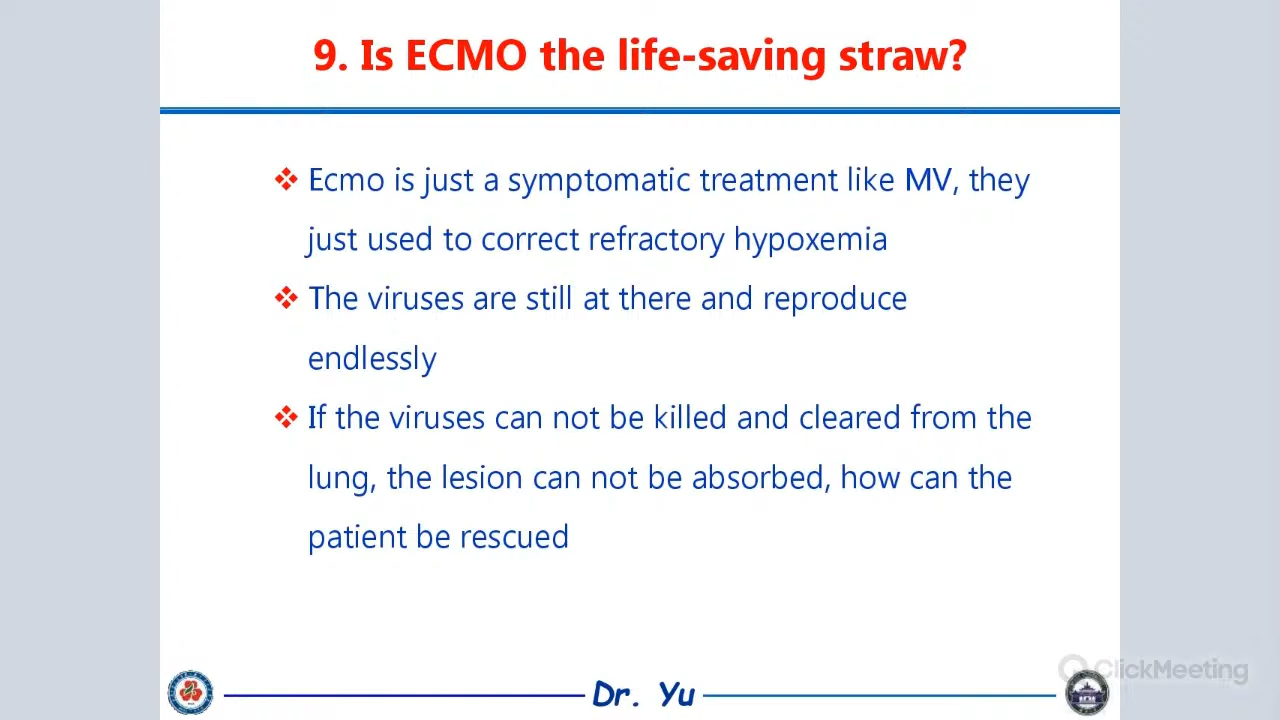 9. Is ECMO the life-saving straw?
Ecmo is just a symptomatic treatment like MV, they
just used to correct refractory hypoxemia
The viruses are still at there and reproduce
endlessly
If the viruses can not be killed and cleared from the
lung, the lesion can not be absorbed, how can the
patient be rescued
ClickMeeting
Dr. Yu